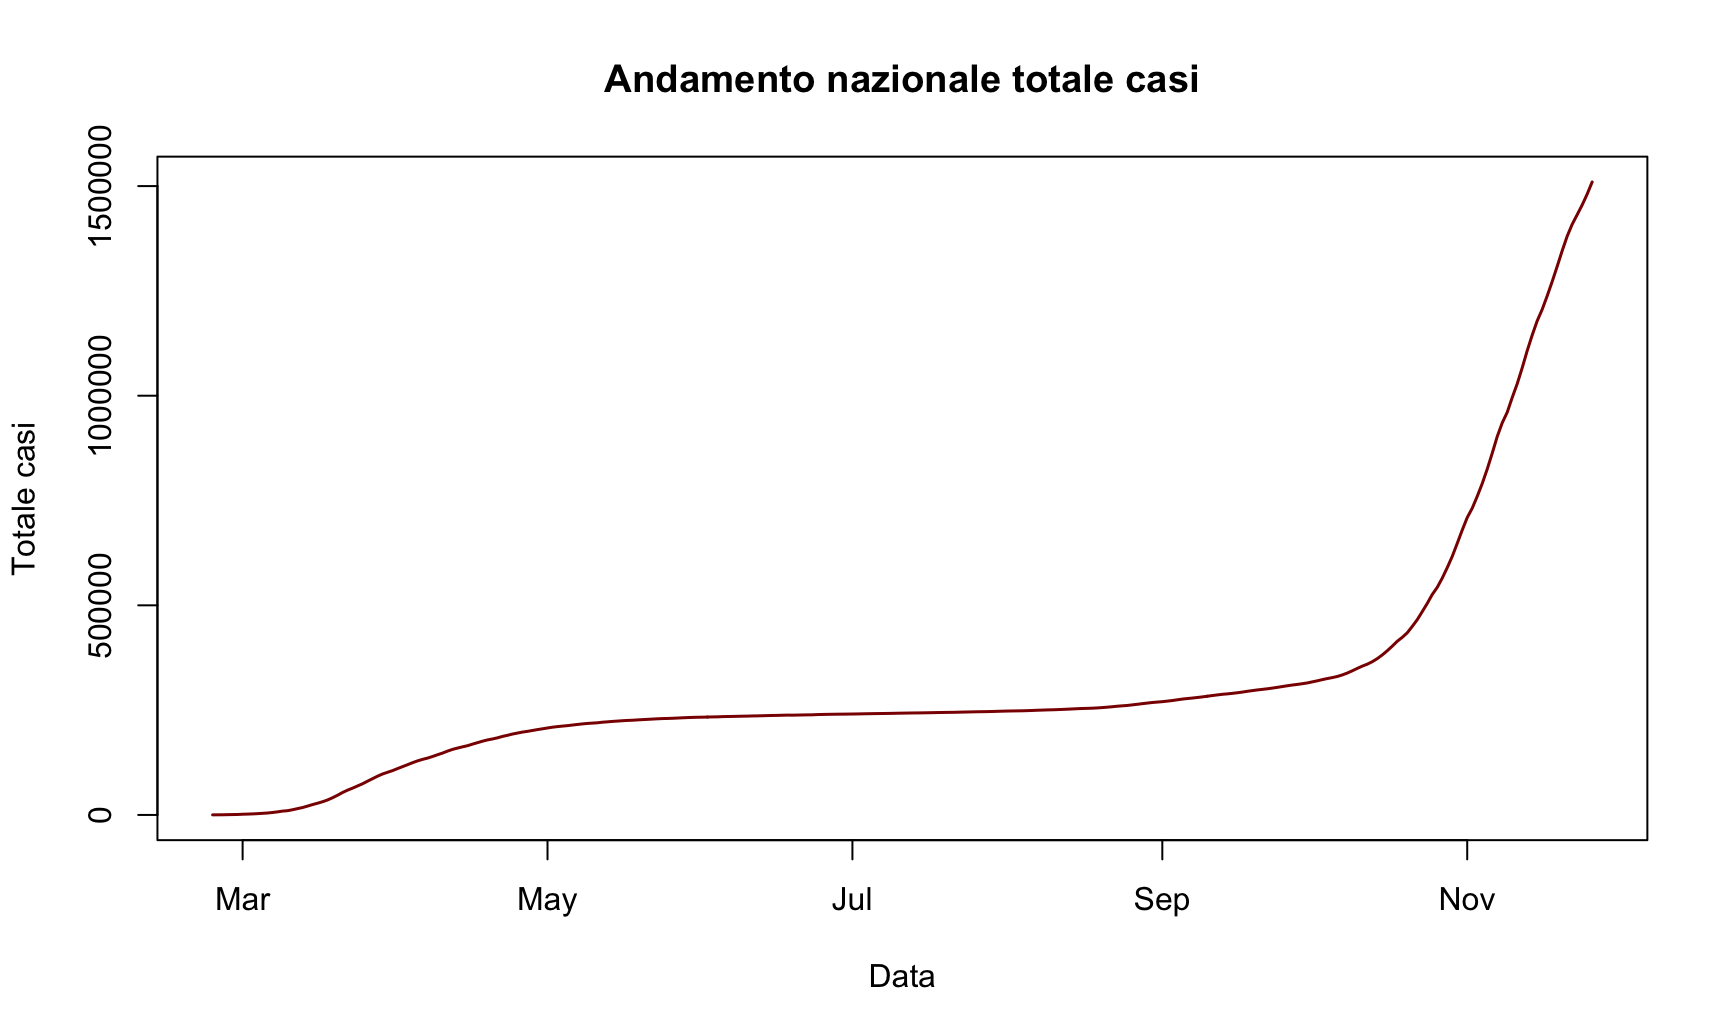 Andamento nazionale totale casi
Totale casi
1500000
1000000
500000
0
Mar May Jul Sep Nov
Data